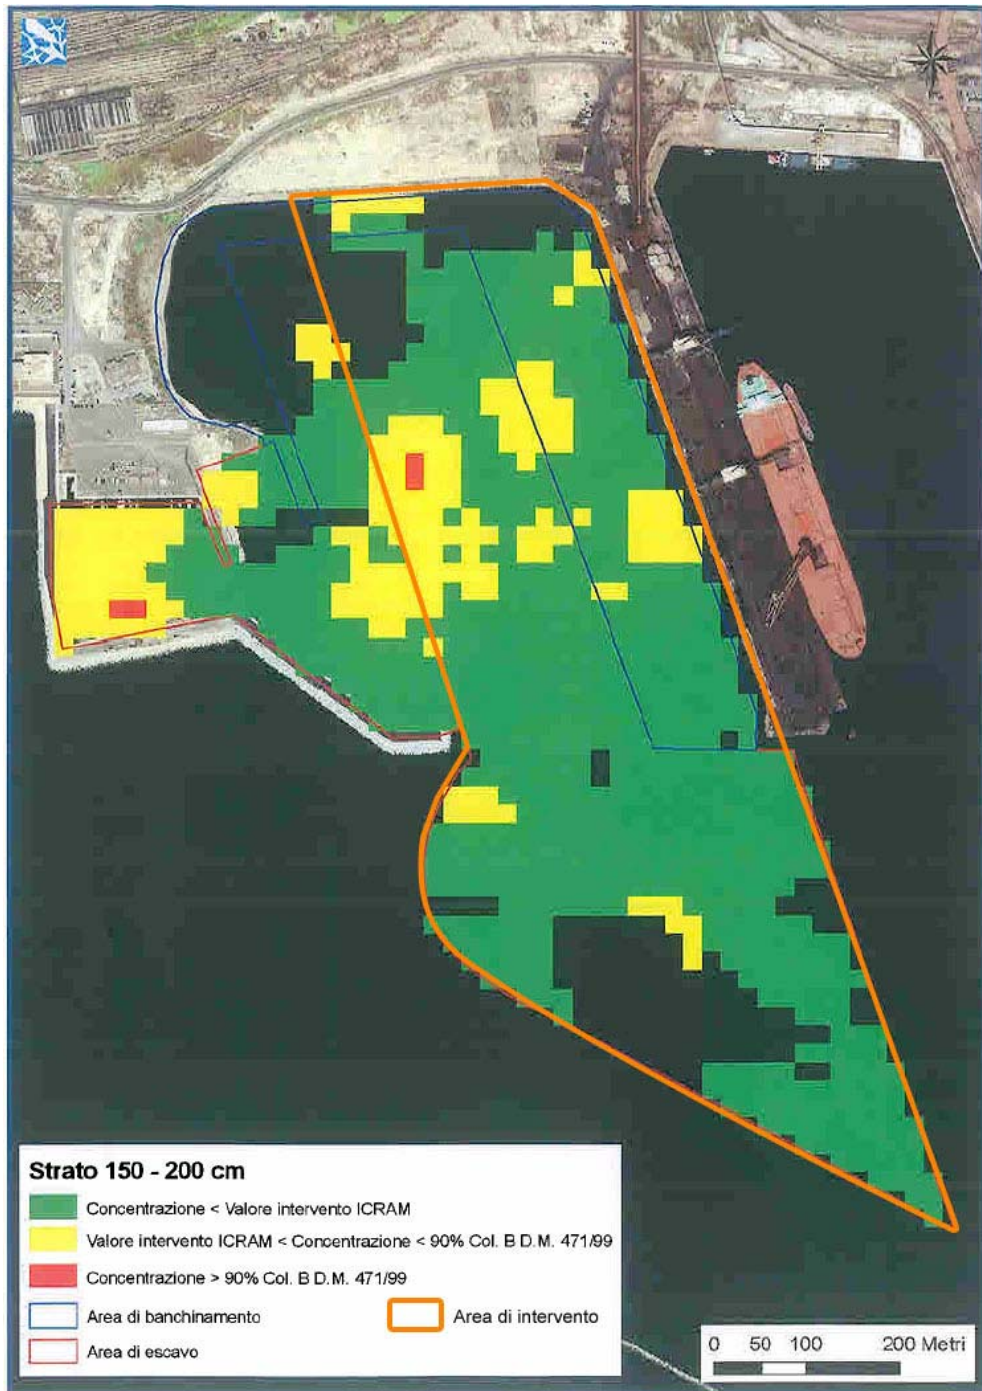 Strato 150 - 200 cm
Concentrazione < Valore intervento ICRAM
Valore intervento ICRAM < Concentrazione < 90% Col. B D.M. 471/99
Concentrazione > 90% Col. B D.M. 471/99
Area di banchinamento
Area di intervento
Area di escavo
0 50 100 200 Metri